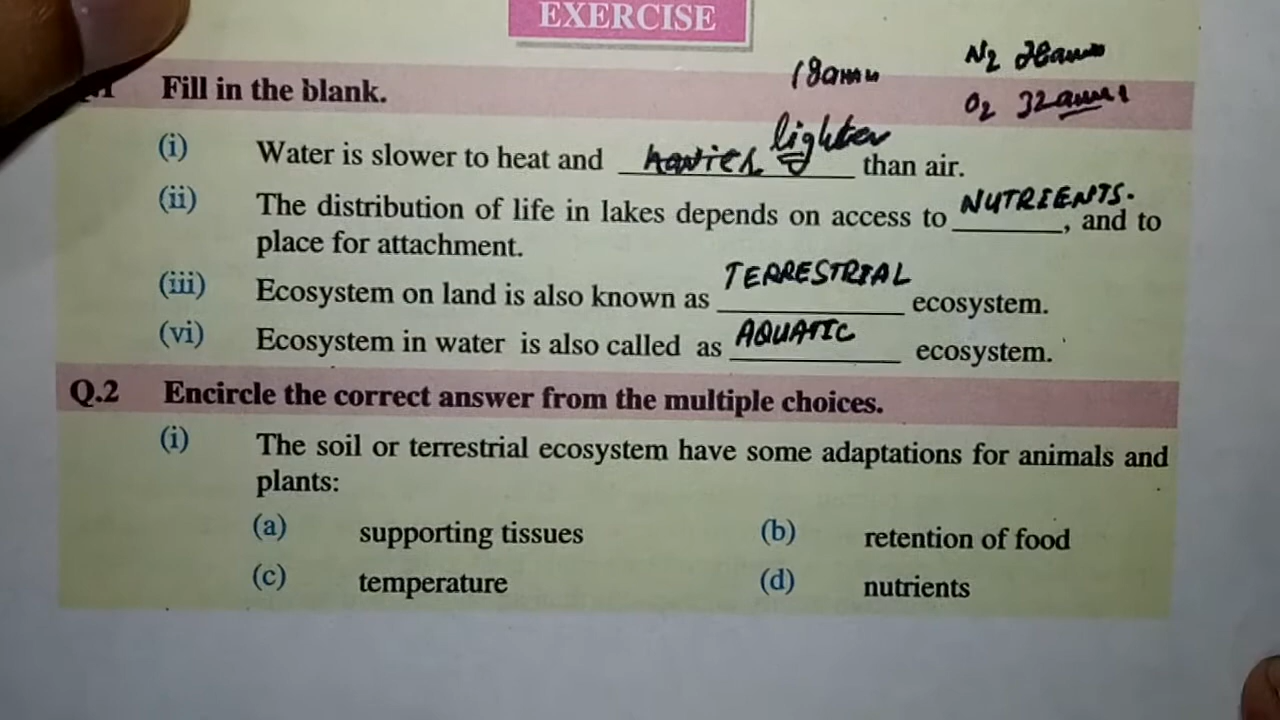 EXERCISE
18amu
N2 28amu
O2 32amu
Fill in the blank.
lighter
(i) Water is slower to heat and havier than air.
(ii) The distribution of life in lakes depends on access to NUTRIENTS. , and to
place for attachment.
(iii) Ecosystem on land is also known as TERRESTRIAL ecosystem.
(vi) Ecosystem in water is also called as AQUATIC ecosystem.
Q.2 Encircle the correct answer from the multiple choices.
(i) The soil or terrestrial ecosystem have some adaptations for animals and
plants:
(a) supporting tissues (b) retention of food
(c) temperature (d) nutrients